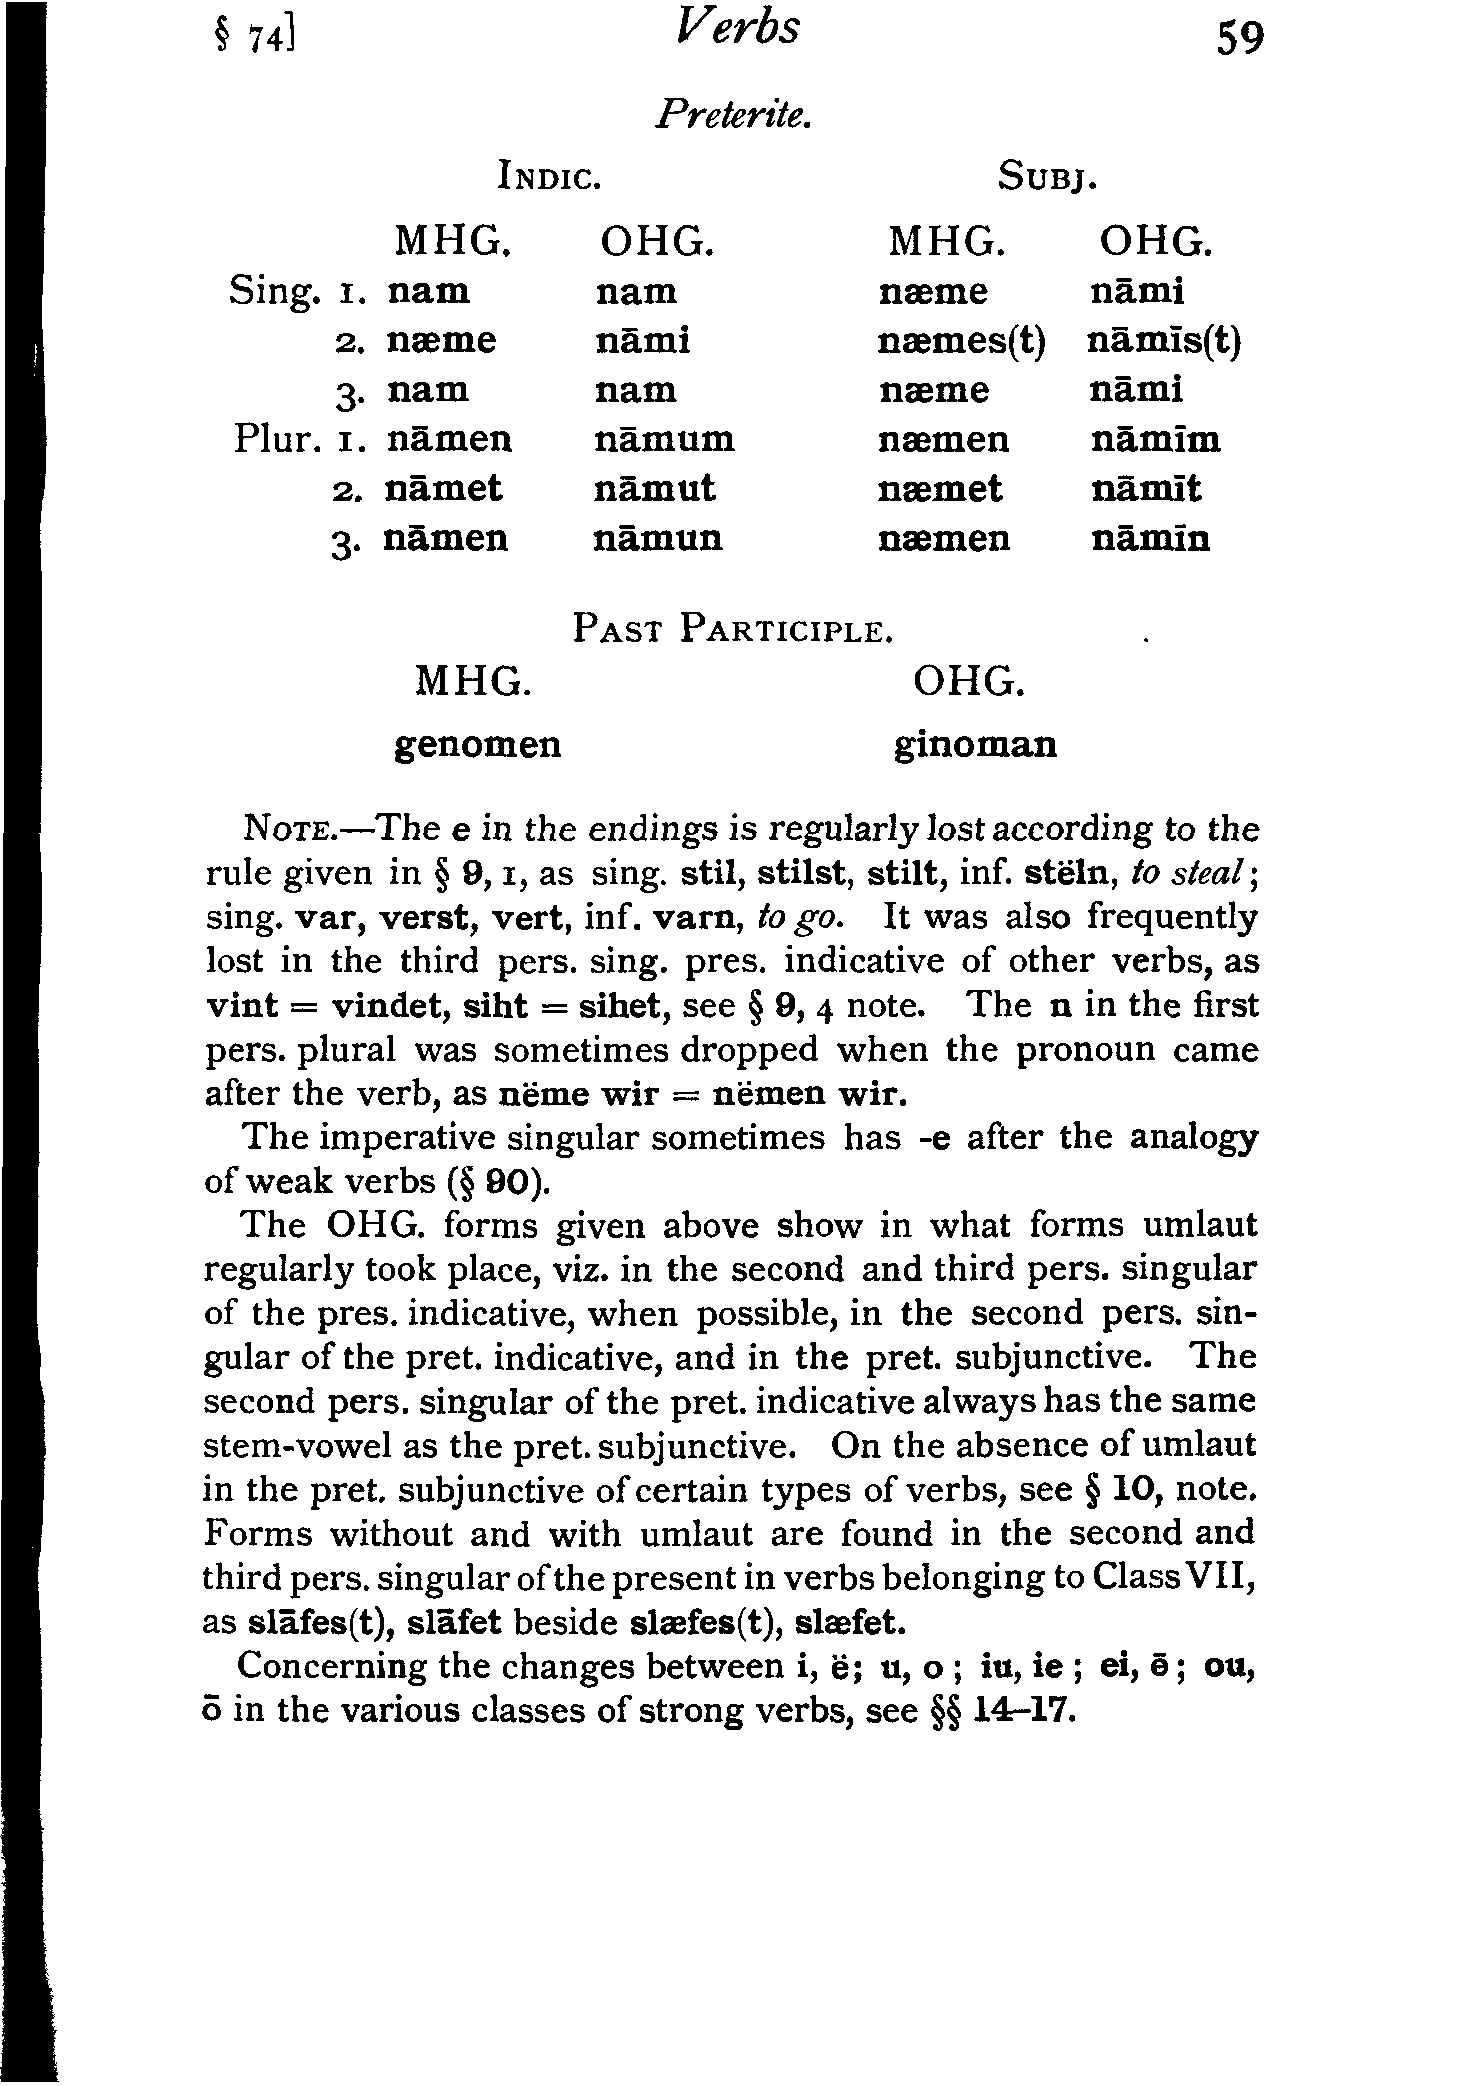 § 74] Verbs 59
Preterite.
Indic. Subj.
MHG. OHG. MHG. OHG.
Sing. 1. nam nam næme nāmi
2. næme nāmi næmes(t) nāmīs(t)
3. nam nam næme nāmi
Plur. 1. nāmen nāmum næmen nāmīm
2. nāmet nāmut næmet nāmīt
3. nāmen nāmun næmen nāmīn
Past Participle.
MHG. OHG.
genomen ginoman
Note.—The e in the endings is regularly lost according to the
rule given in § 9, 1, as sing. stil, stilst, stilt, inf. stëln, to steal;
sing. var, verst, vert, inf. varn, to go. It was also frequently
lost in the third pers. sing. pres. indicative of other verbs, as
vint = vindet, siht = sihet, see § 9, 4 note. The n in the first
pers. plural was sometimes dropped when the pronoun came
after the verb, as nëme wir = nëmen wir.
The imperative singular sometimes has -e after the analogy
of weak verbs (§ 90).
The OHG. forms given above show in what forms umlaut
regularly took place, viz. in the second and third pers. singular
of the pres. indicative, when possible, in the second pers. sin-
gular of the pret. indicative, and in the pret. subjunctive. The
second pers. singular of the pret. indicative always has the same
stem-vowel as the pret. subjunctive. On the absence of umlaut
in the pret. subjunctive of certain types of verbs, see § 10, note.
Forms without and with umlaut are found in the second and
third pers. singular of the present in verbs belonging to Class VII,
as slāfes(t), slāfet beside slæfes(t), slæfet.
Concerning the changes between i, ë; u, o; iu, ie; ei, ē; ou,
ō in the various classes of strong verbs, see §§ 14–17.